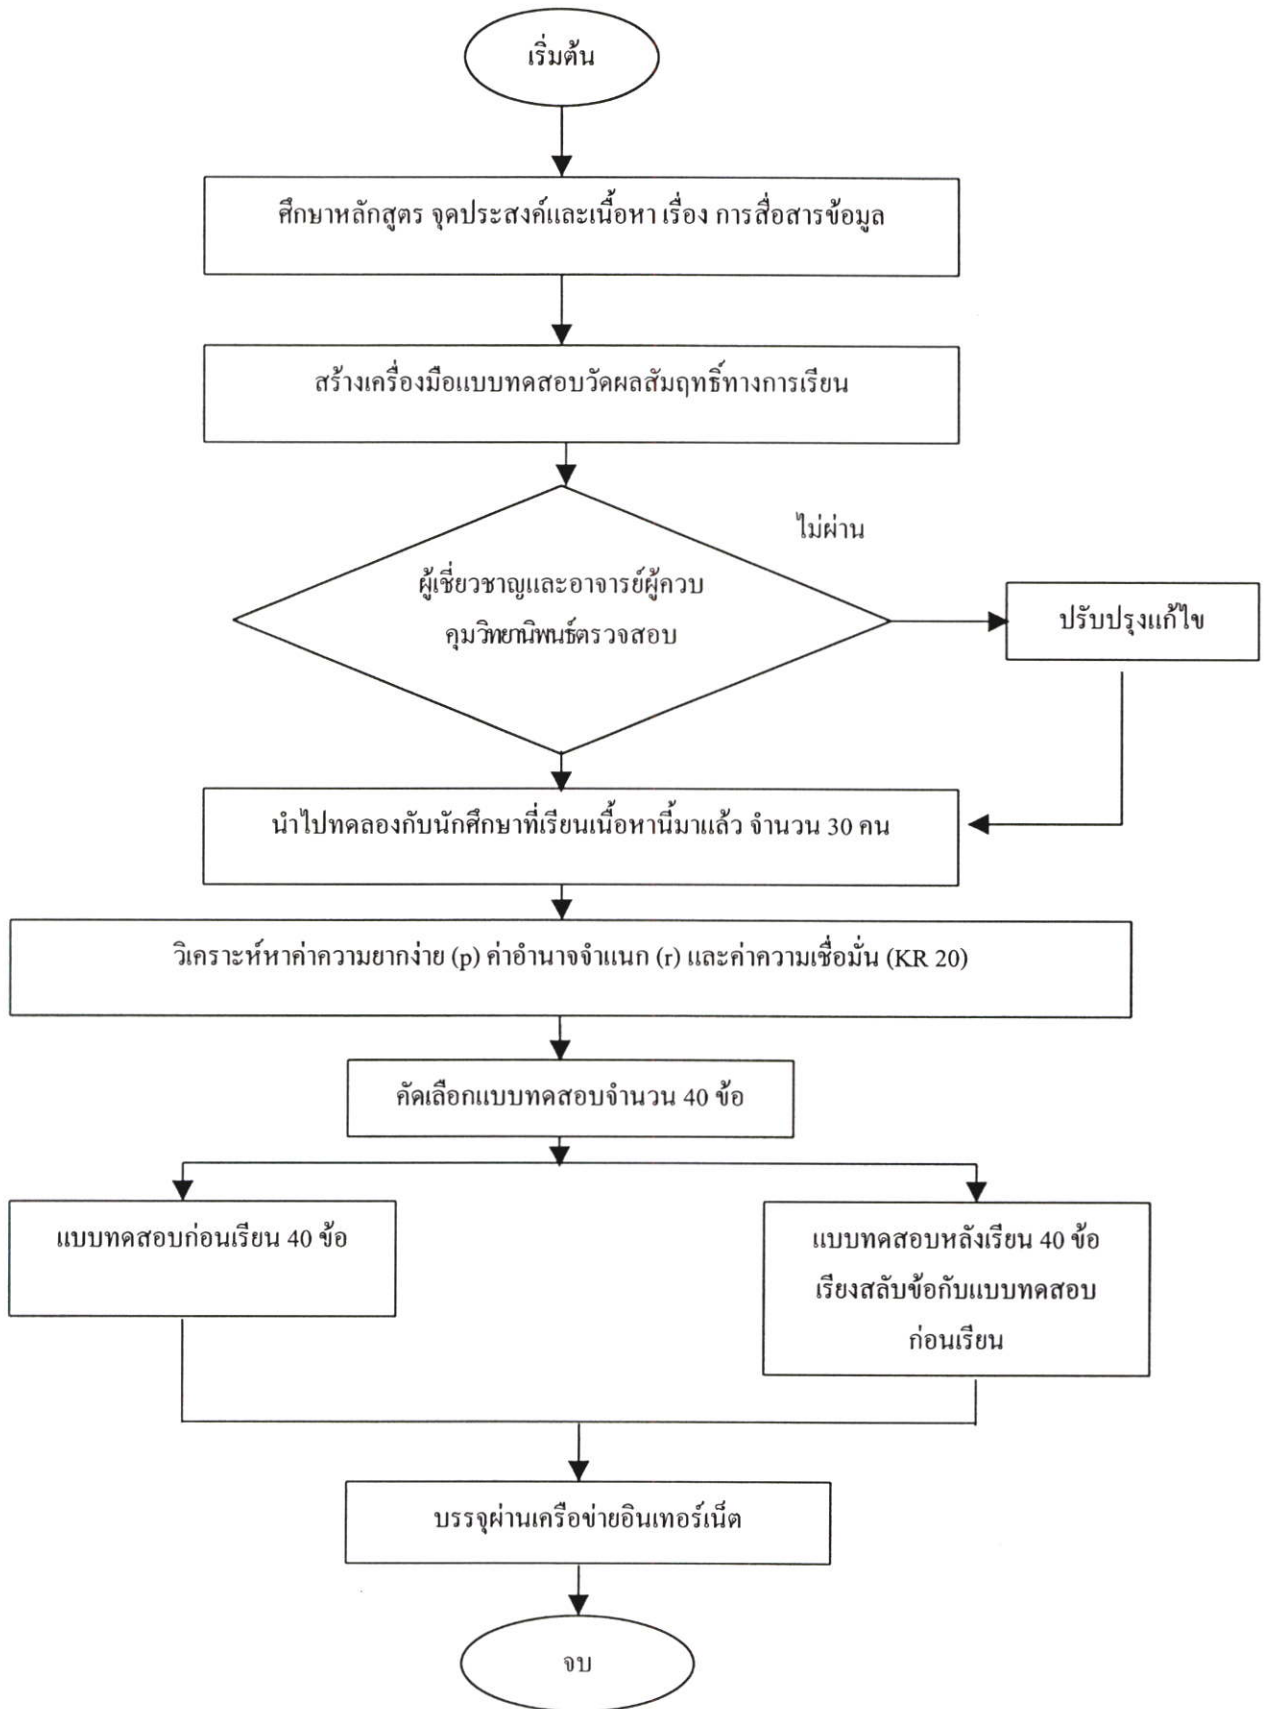 เริ่มต้น
ศึกษาหลักสูตร จุดประสงค์และเนื้อหา เรื่อง การสื่อสารข้อมูล
สร้างเครื่องมือแบบทดสอบวัดผลสัมฤทธิ์ทางการเรียน
ไม่ผ่าน
ผู้เชี่ยวชาญและอาจารย์ผู้ควบ
คุมวิทยานิพนธ์ตรวจสอบ
ปรับปรุงแก้ไข
นำไปทดลองกับนักศึกษาที่เรียนเนื้อหานี้มาแล้ว จำนวน 30 คน
วิเคราะห์หาค่าความยากง่าย (p) ค่าอำนาจจำแนก (r) และค่าความเชื่อมั่น (KR 20)
คัดเลือกแบบทดสอบจำนวน 40 ข้อ
แบบทดสอบก่อนเรียน 40 ข้อ
แบบทดสอบหลังเรียน 40 ข้อ
เรียงสลับข้อกับแบบทดสอบ
ก่อนเรียน
บรรจุผ่านเครือข่ายอินเทอร์เน็ต
จบ